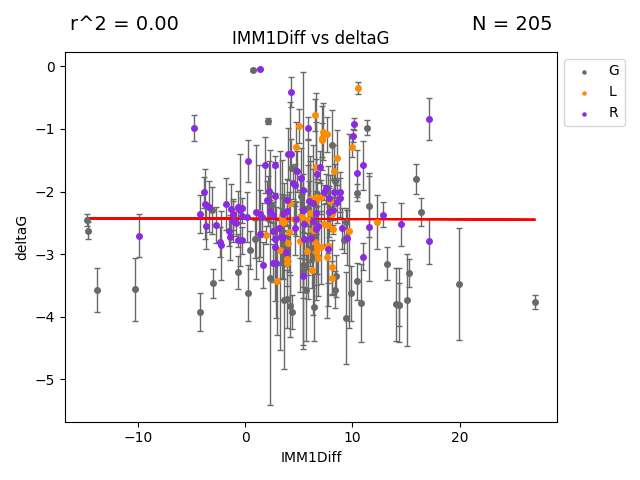 r^2 = 0.00
N = 205
IMM1Diff vs deltaG
G
L
R
deltaG
0
−1
−2
−3
−4
−5
−10
0
10
20
IMM1Diff